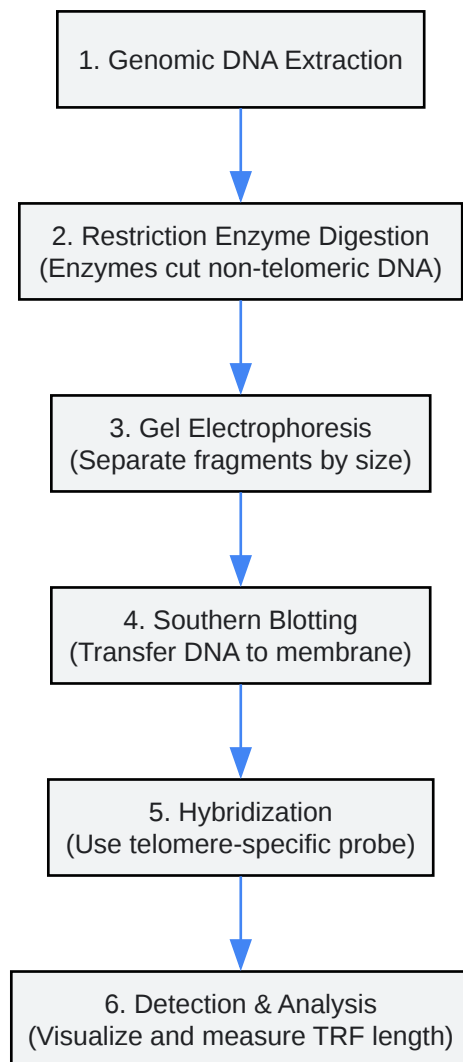 1. Genomic DNA Extraction
2. Restriction Enzyme Digestion
(Enzymes cut non-telomeric DNA)
3. Gel Electrophoresis
(Separate fragments by size)
4. Southern Blotting
(Transfer DNA to membrane)
5. Hybridization
(Use telomere-specific probe)
6. Detection & Analysis
(Visualize and measure TRF length)